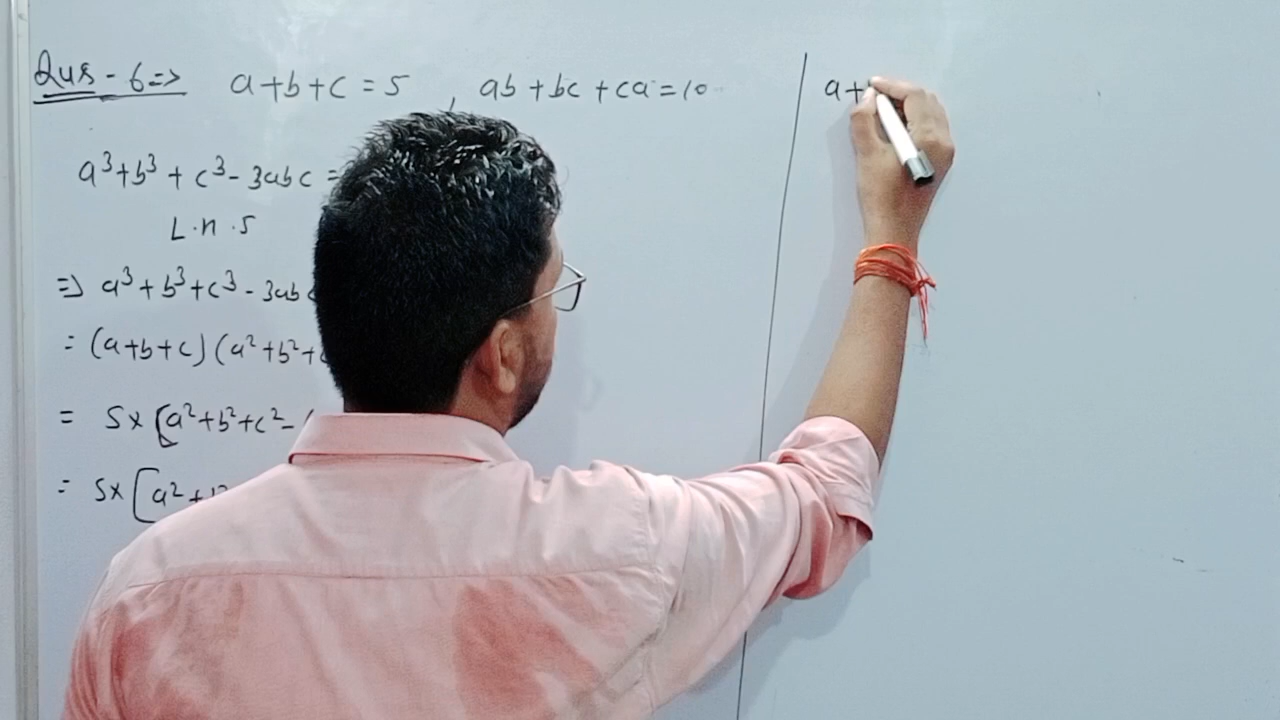 Qus - 6 => a+b+c = 5 , ab+bc+ca = 10
a³+b³+c³-3abc =
L.H.S
=> a³+b³+c³-3ab
= (a+b+c)(a²+b²+
= 5×[a²+b²+c²-(
= 5×[a²+b²
a+